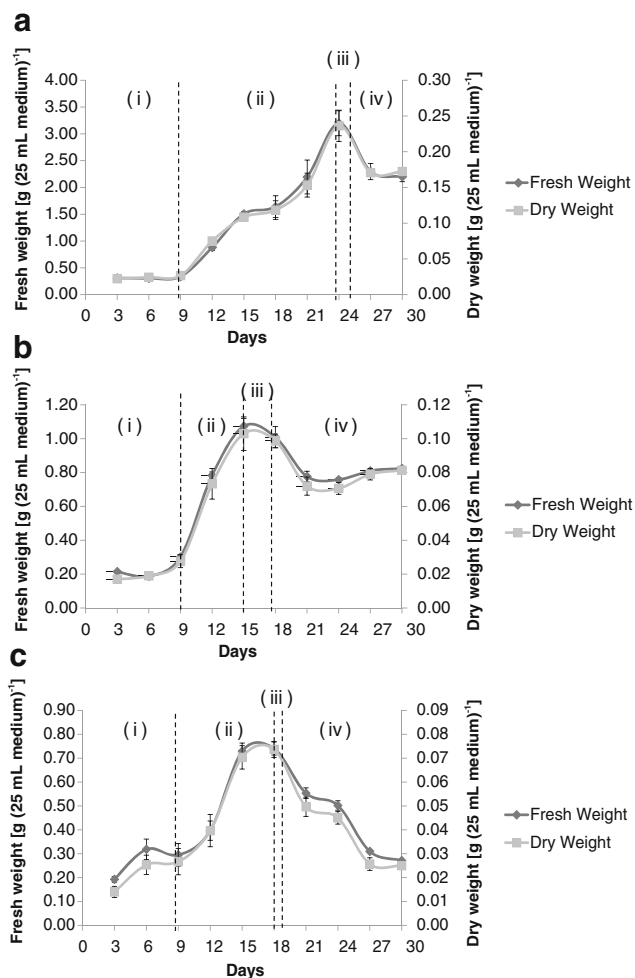 a
( iii )
( i ) ( ii ) ( iv )
Fresh weight [g (25 mL medium)⁻¹]
4.00
3.50
3.00
2.50
2.00
1.50
1.00
0.50
0.00
0.30
0.25
0.20
0.15
0.10
0.05
0.00
Dry weight [g (25 mL medium)⁻¹]
0 3 6 9 12 15 18 21 24 27 30
Days
Fresh Weight
Dry Weight
b
( iii )
( i ) ( ii ) ( iv )
Fresh weight [g (25 mL medium)⁻¹]
1.20
1.00
0.80
0.60
0.40
0.20
0.00
0.12
0.10
0.08
0.06
0.04
0.02
0.00
Dry weight [g (25 mL medium)⁻¹]
0 3 6 9 12 15 18 21 24 27 30
Days
Fresh Weight
Dry Weight
c
( iii )
( i ) ( ii ) ( iv )
Fresh weight [g (25 mL medium)⁻¹]
0.90
0.80
0.70
0.60
0.50
0.40
0.30
0.20
0.10
0.00
0.09
0.08
0.07
0.06
0.05
0.04
0.03
0.02
0.01
0.00
Dry weight [g (25 mL medium)⁻¹]
0 3 6 9 12 15 18 21 24 27 30
Days
Fresh Weight
Dry Weight